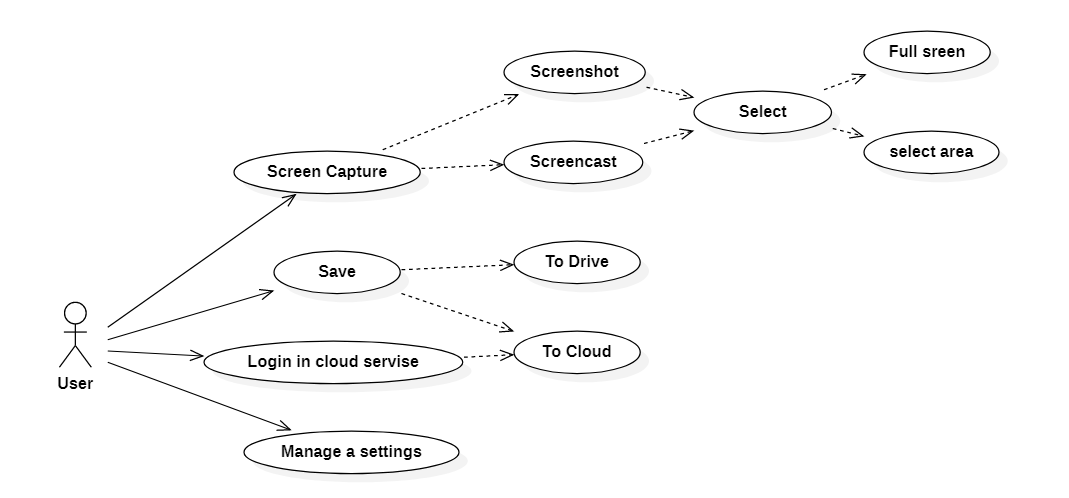 Full sreen
Screenshot
Select
select area
Screencast
Screen Capture
Save
To Drive
To Cloud
Login in cloud servise
User
Manage a settings